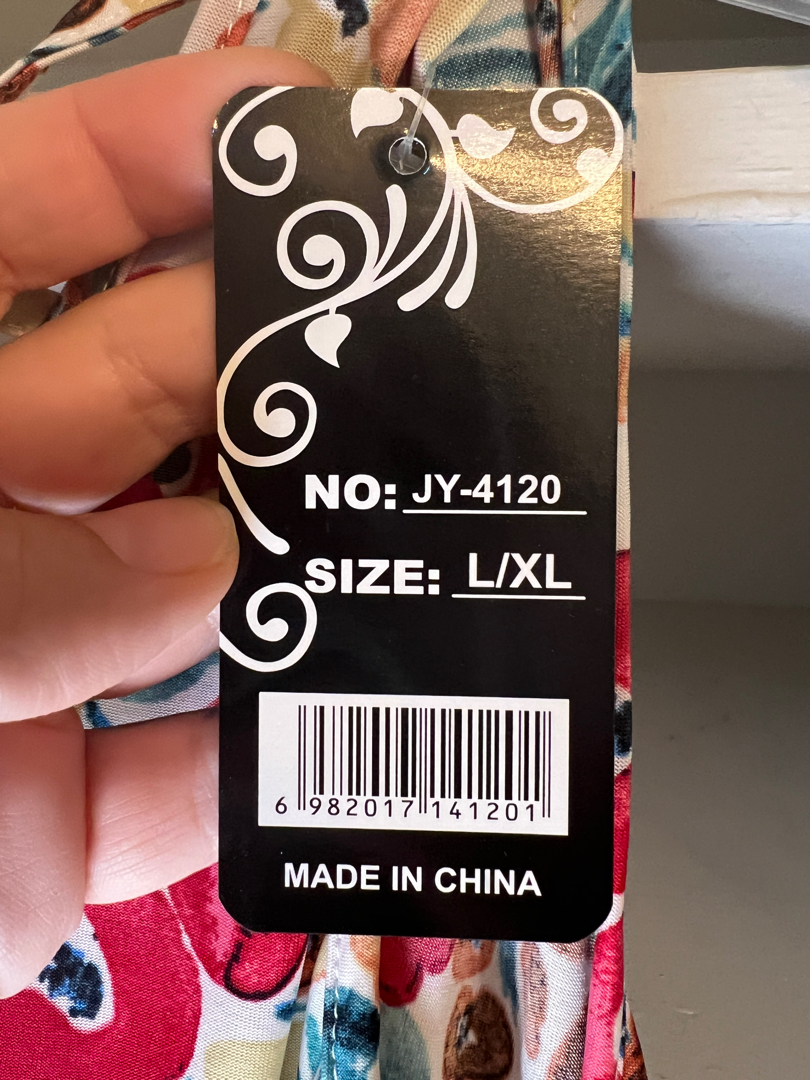 NO: JY-4120
SIZE: L/XL
6 982017 141201
MADE IN CHINA